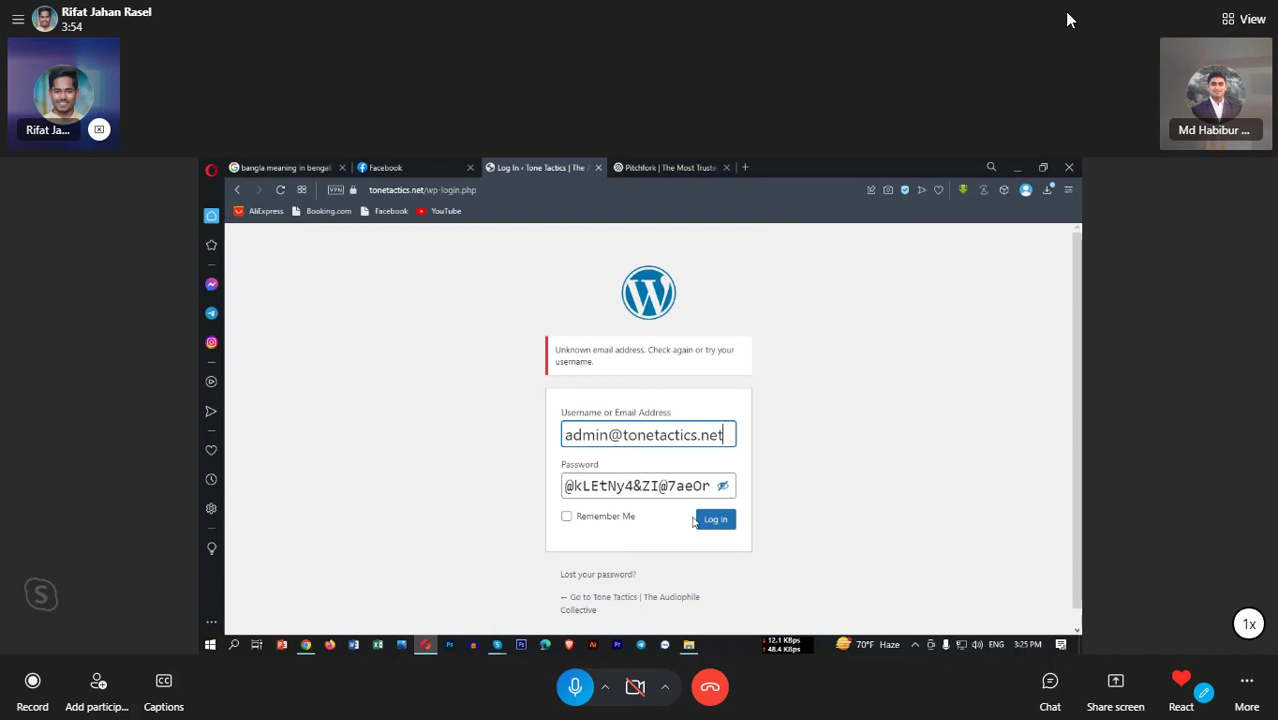 Rifat Jahan Rasel
3:54
View
Rifat Ja...
Md Habibur ...
bangla meaning in bengali
Facebook
Log In ‹ Tone Tactics | The A
Pitchfork | The Most Truste
VPN
tonetactics.net/wp-login.php
AliExpress
Booking.com
Facebook
YouTube
Unknown email address. Check again or try your
username.
Username or Email Address
admin@tonetactics.net
Password
@kLEtNy4&ZI@7aeOr
Remember Me
Log In
Lost your password?
← Go to Tone Tactics | The Audiophile
Collective
1x
12.1 KBps
48.4 KBps
70°F Haze
ENG
3:25 PM
Record
Add particip...
CC
Captions
Chat
Share screen
React
More